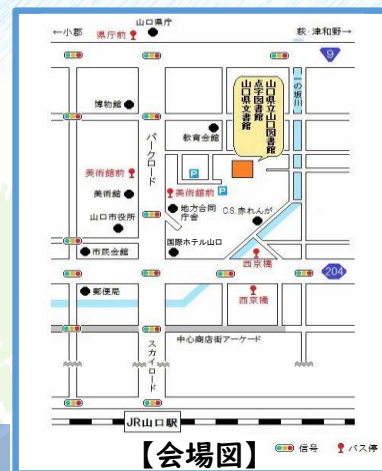 ←小郡
山口県庁
県庁前
萩・津和野→
9
一の坂川
博物館
パークロード
教育会館
山口県立山口図書館
点字図書館
山口県文書館
美術館前
P
美術館
美術館前
P
山口市役所
地方合同
庁舎
C.S.赤れんが
国際ホテル山口
市民会館
西京橋
204
郵便局
西京橋
スカイロード
中心商店街アーケード
JR山口駅
【会場図】
信号
バス停